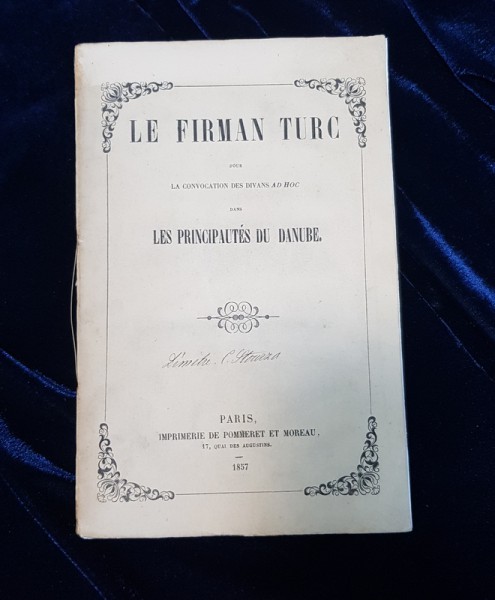 LE FIRMAN TURC
POUR
LA CONVOCATION DES DIVANS AD HOC
DANS
LES PRINCIPAUTÉS DU DANUBE.
PARIS,
IMPRIMERIE DE POMMERET ET MOREAU,
17, QUAI DES AUGUSTINS.
1857